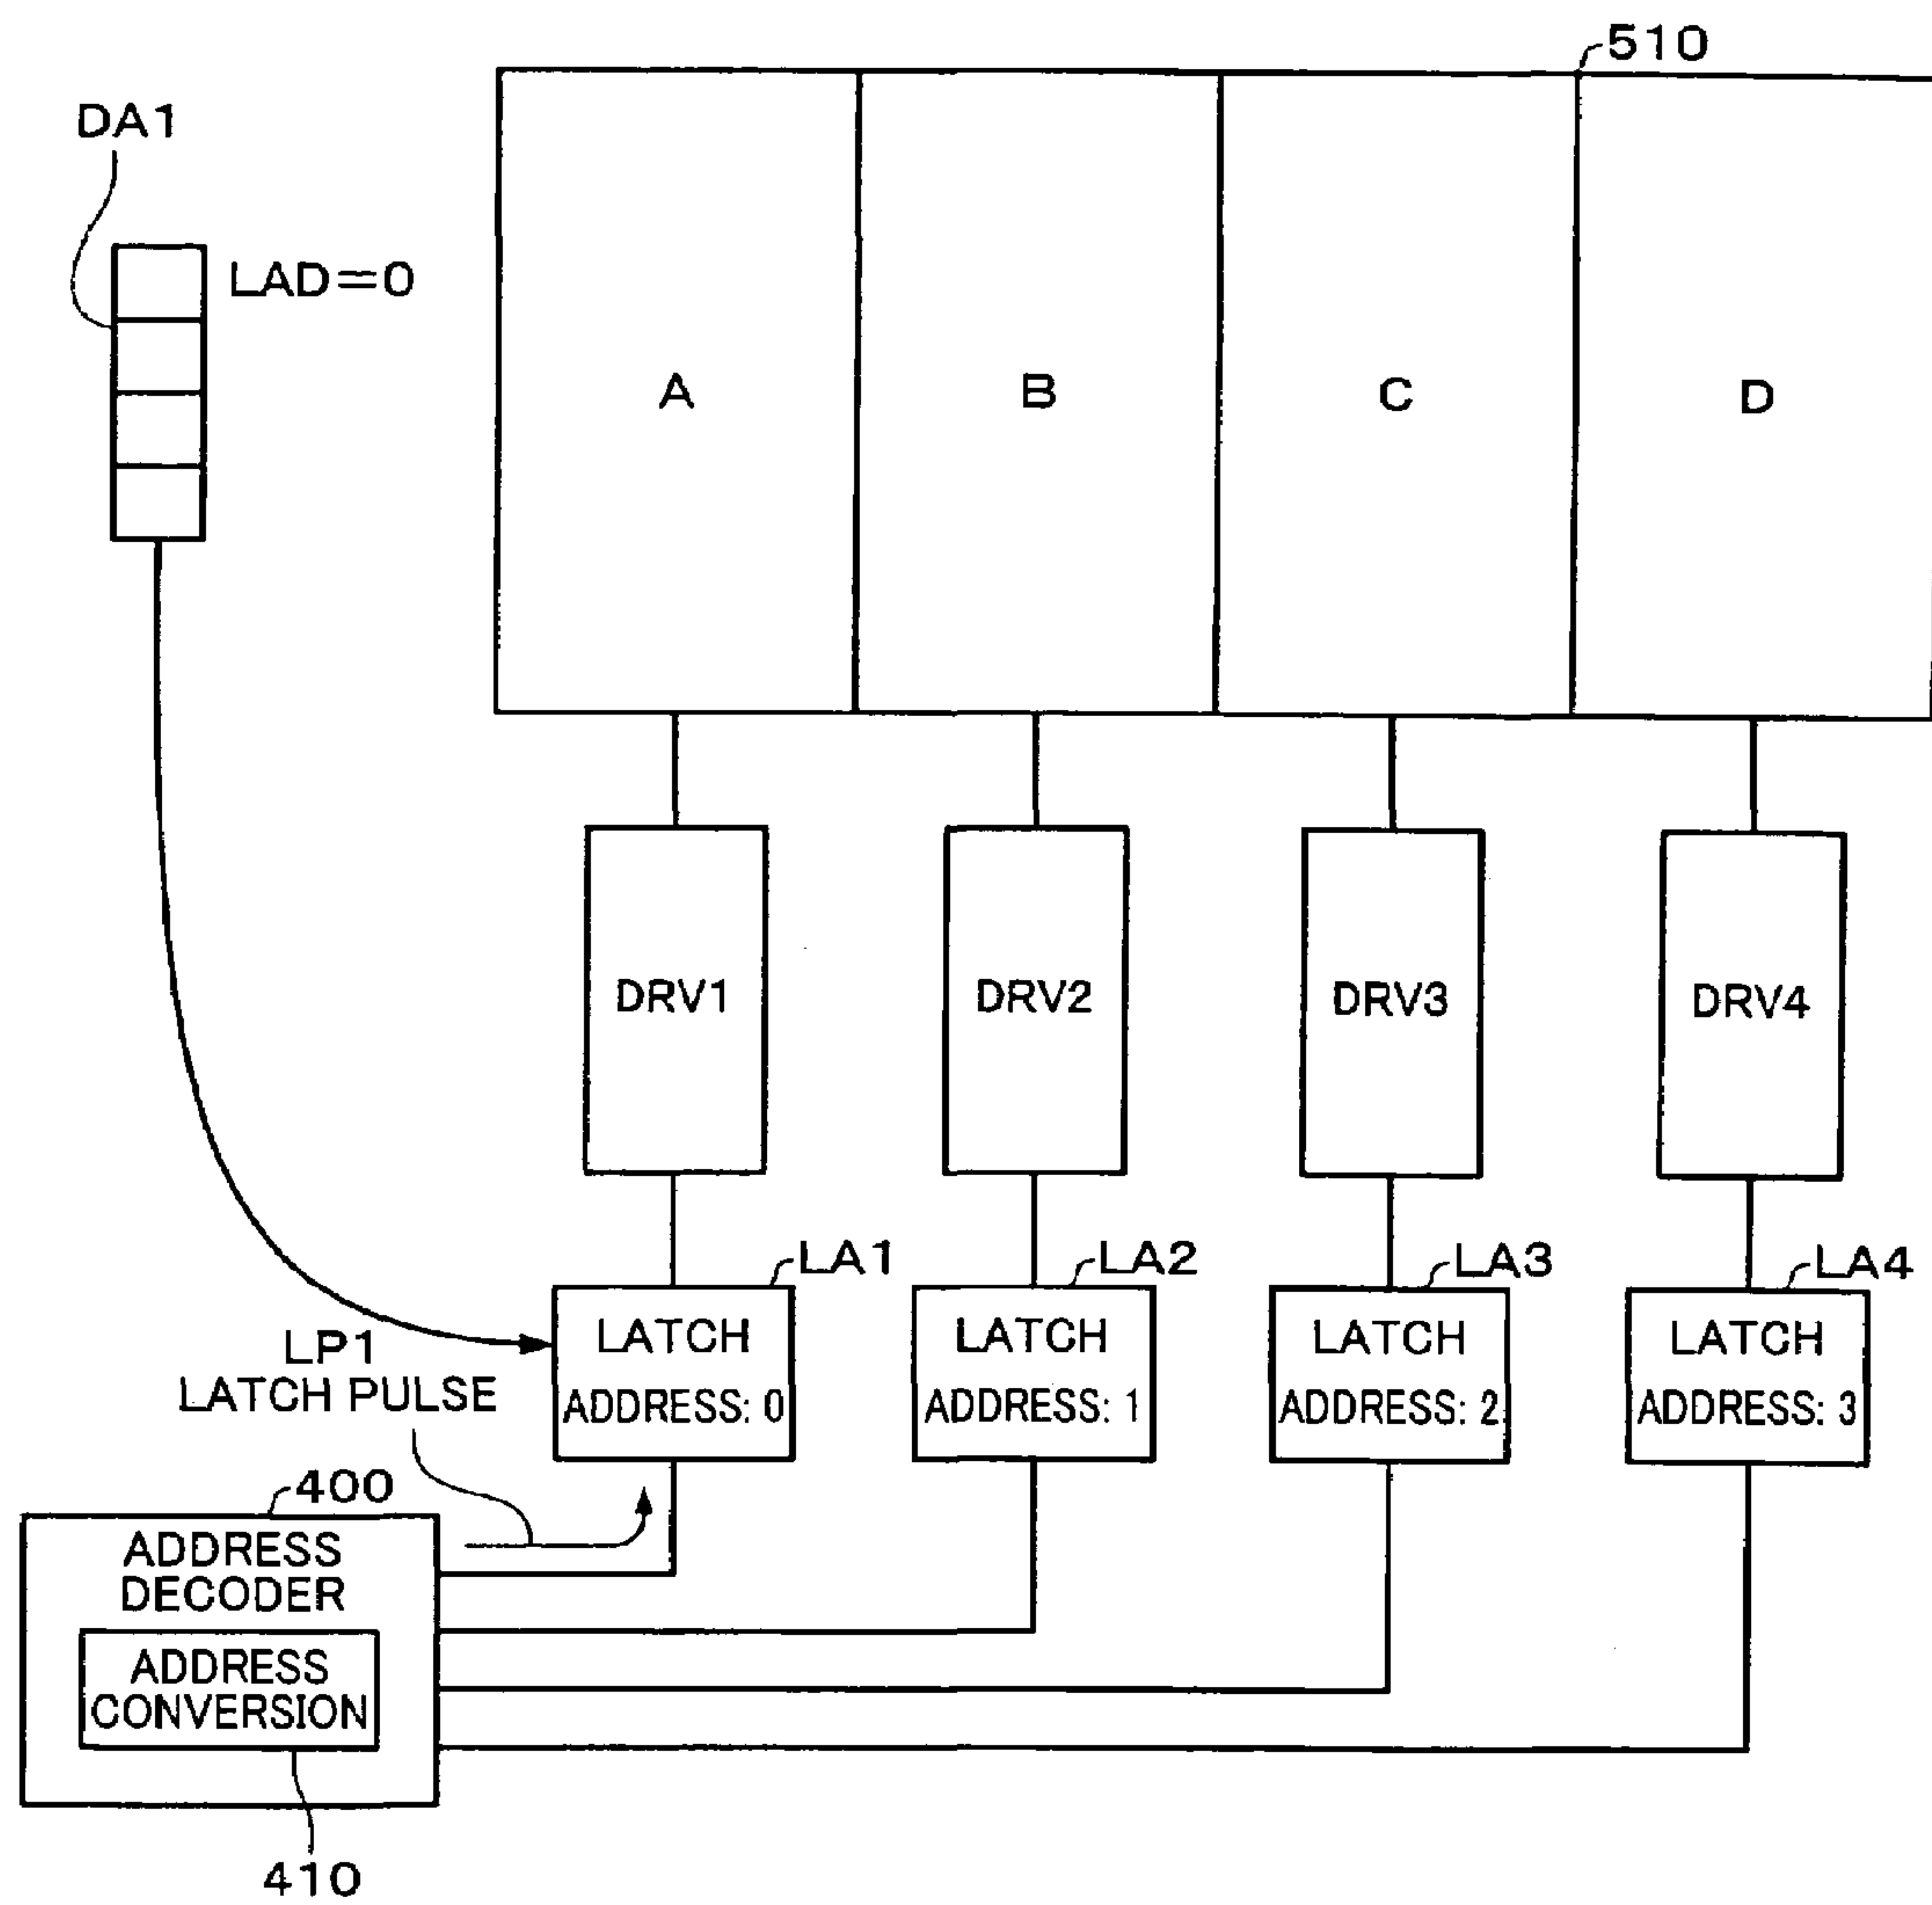 510
DA1
LAD=0
A
B
C
D
DRV1
DRV2
DRV3
DRV4
LA1
LA2
LA3
LA4
LATCH
ADDRESS: 0
LATCH
ADDRESS: 1
LATCH
ADDRESS: 2
LATCH
ADDRESS: 3
LP1
LATCH PULSE
400
ADDRESS
DECODER
ADDRESS
CONVERSION
410